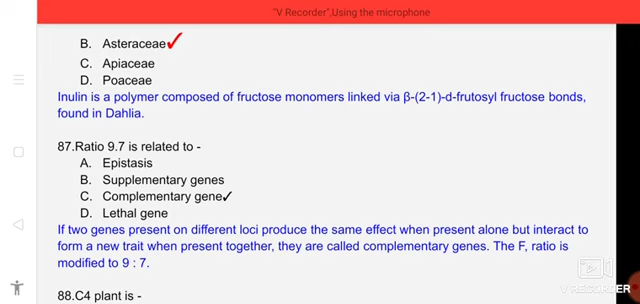 "V Recorder",Using the microphone
B. Asteraceae✓
C. Apiaceae
D. Poaceae
Inulin is a polymer composed of fructose monomers linked via β-(2-1)-d-frutosyl fructose bonds,
found in Dahlia.
87.Ratio 9.7 is related to -
A. Epistasis
B. Supplementary genes
C. Complementary gene✓
D. Lethal gene
If two genes present on different loci produce the same effect when present alone but interact to
form a new trait when present together, they are called complementary genes. The F, ratio is
modified to 9 : 7.
88.C4 plant is -
V RECORDER